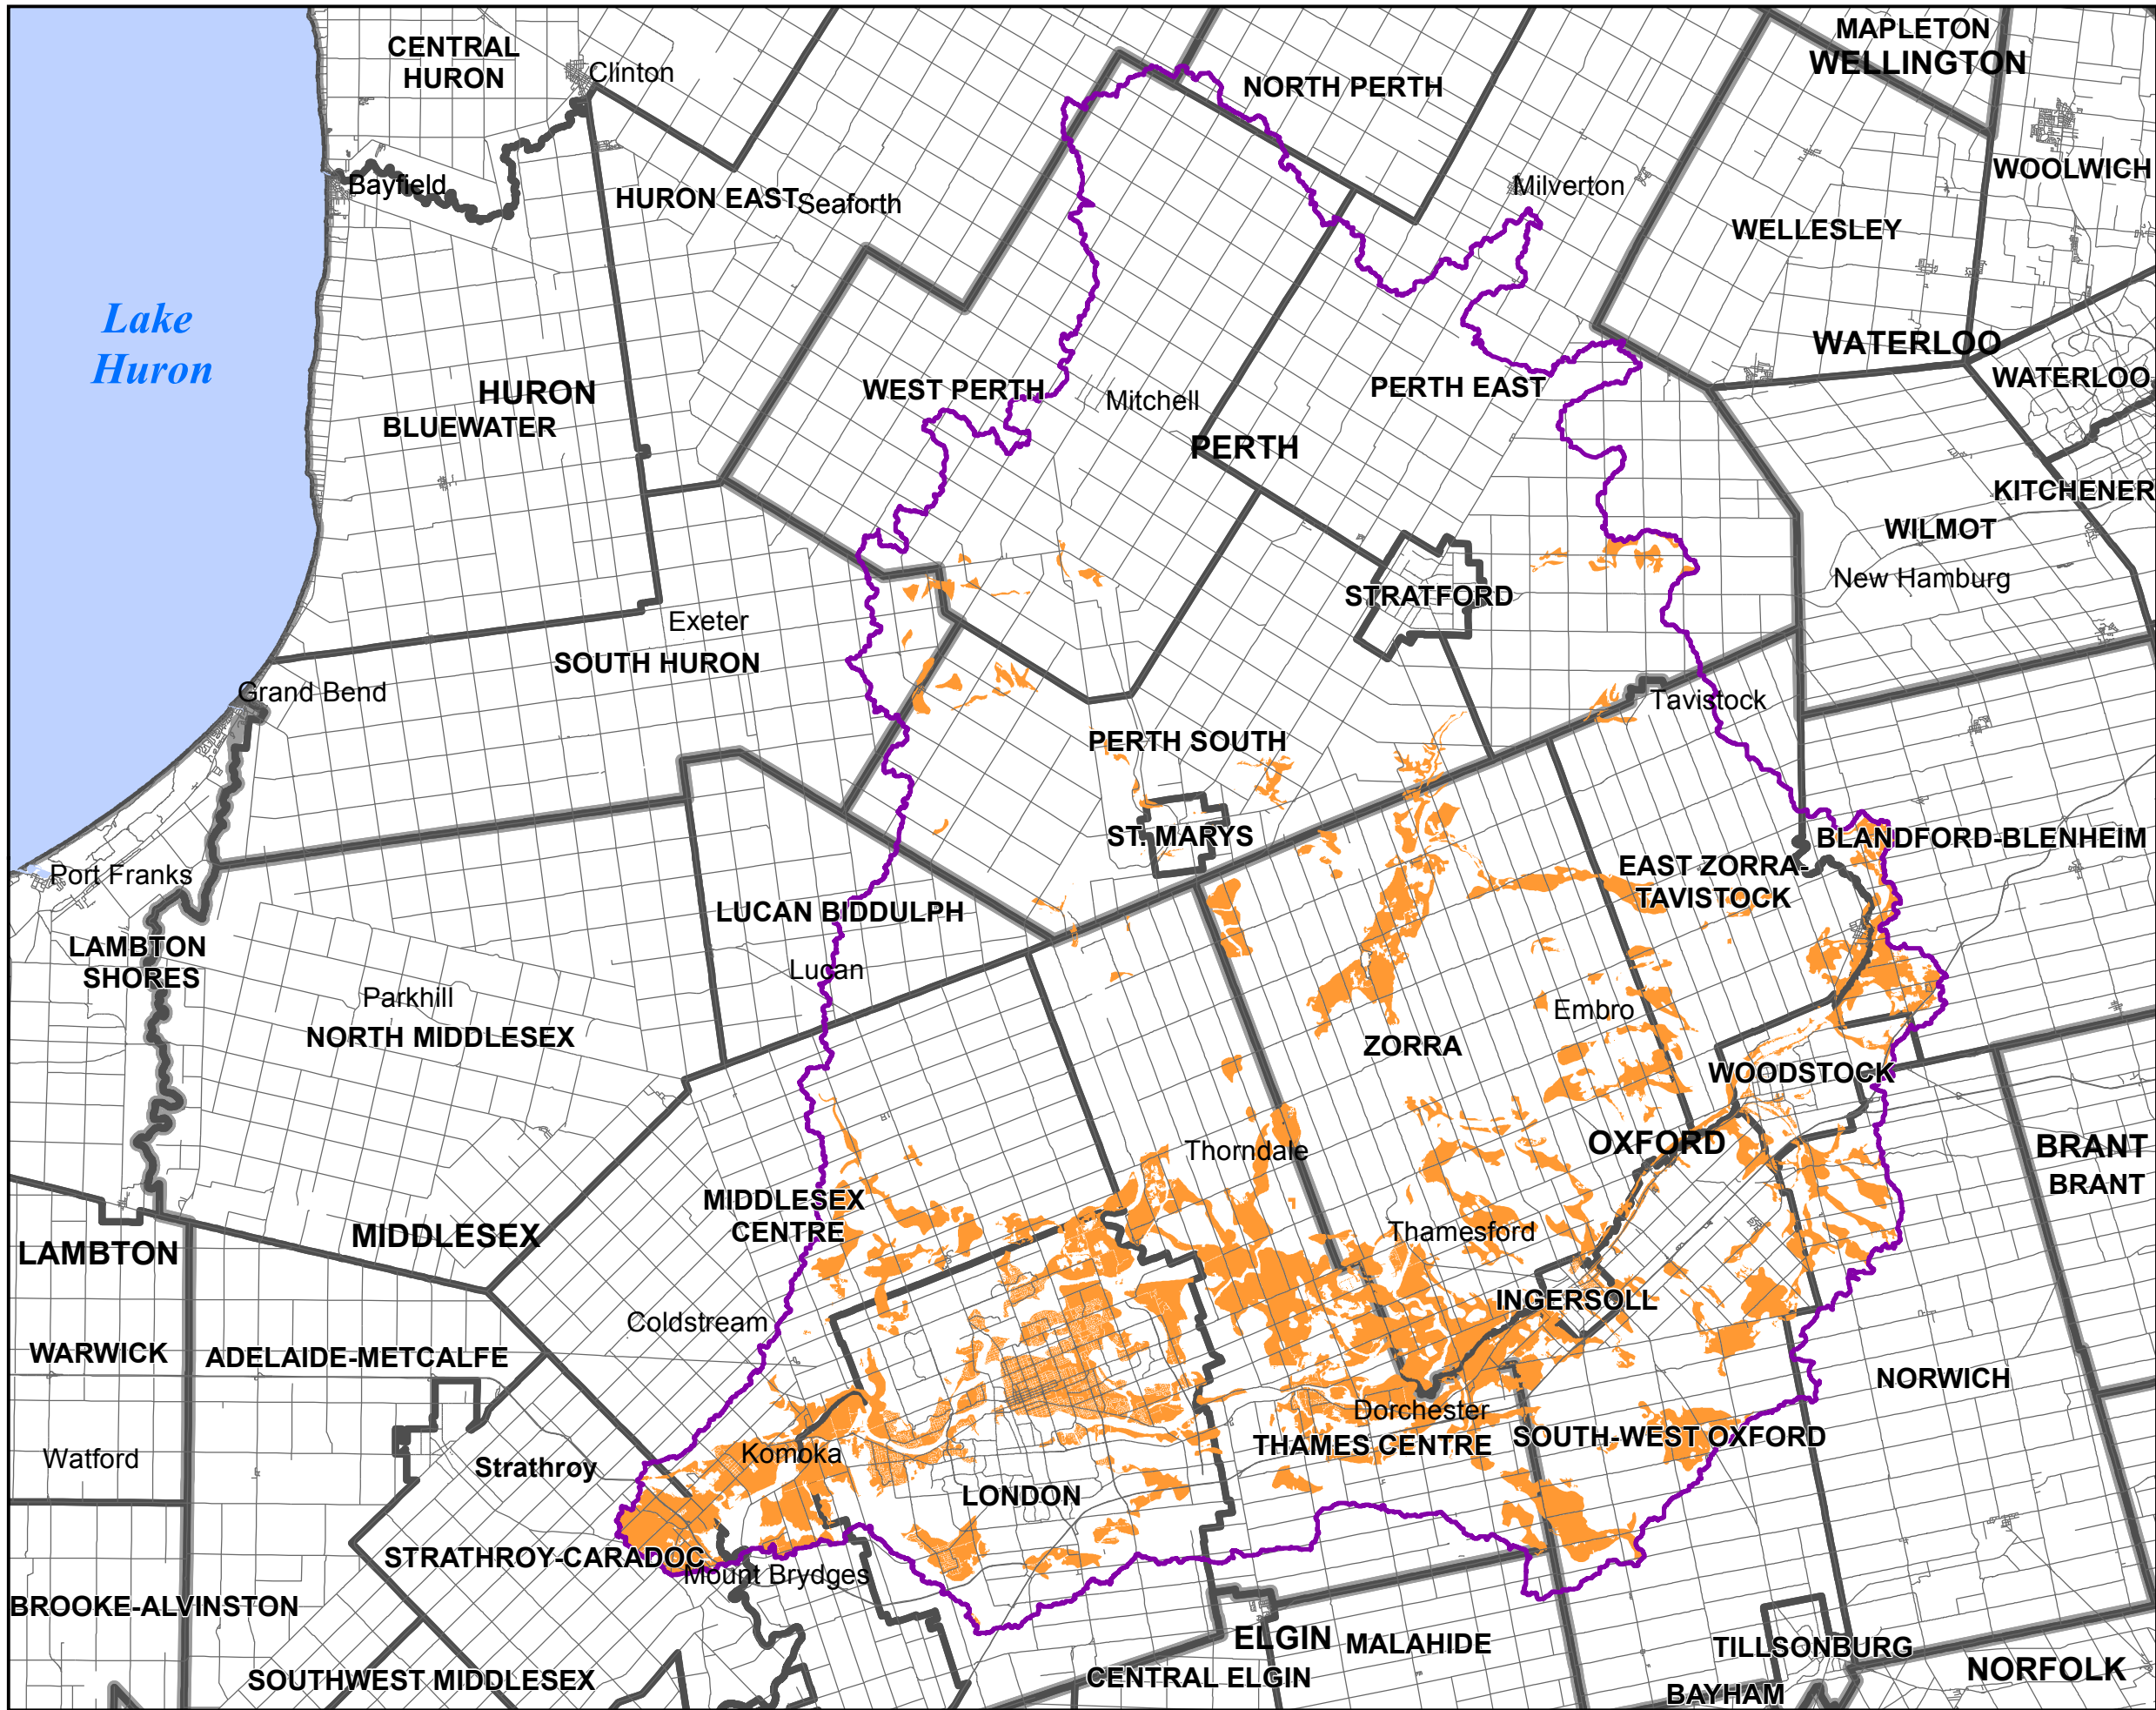 MAPLETON
WELLINGTON
CENTRAL
HURON
Clinton
NORTH PERTH
WOOLWICH
Bayfield
HURON EAST
Seaforth
Milverton
WELLESLEY
Lake
Huron
WATERLOO
WATERLOO
HURON
BLUEWATER
WEST PERTH
Mitchell
PERTH EAST
PERTH
KITCHENER
WILMOT
New Hamburg
STRATFORD
Exeter
SOUTH HURON
Grand Bend
Tavistock
PERTH SOUTH
ST. MARYS
BLANDFORD-BLENHEIM
EAST ZORRA-
TAVISTOCK
Port Franks
LUCAN BIDDULPH
LAMBTON
SHORES
Lucan
Parkhill
NORTH MIDDLESEX
Embro
ZORRA
WOODSTOCK
OXFORD
BRANT
BRANT
Thorndale
MIDDLESEX
CENTRE
MIDDLESEX
LAMBTON
Thamesford
INGERSOLL
Coldstream
WARWICK
ADELAIDE-METCALFE
NORWICH
Dorchester
THAMES CENTRE
SOUTH-WEST OXFORD
Watford
Strathroy
Komoka
LONDON
STRATHROY-CARADOC
Mount Brydges
BROOKE-ALVINSTON
ELGIN
MALAHIDE
TILLSONBURG
SOUTHWEST MIDDLESEX
CENTRAL ELGIN
NORFOLK
BAYHAM